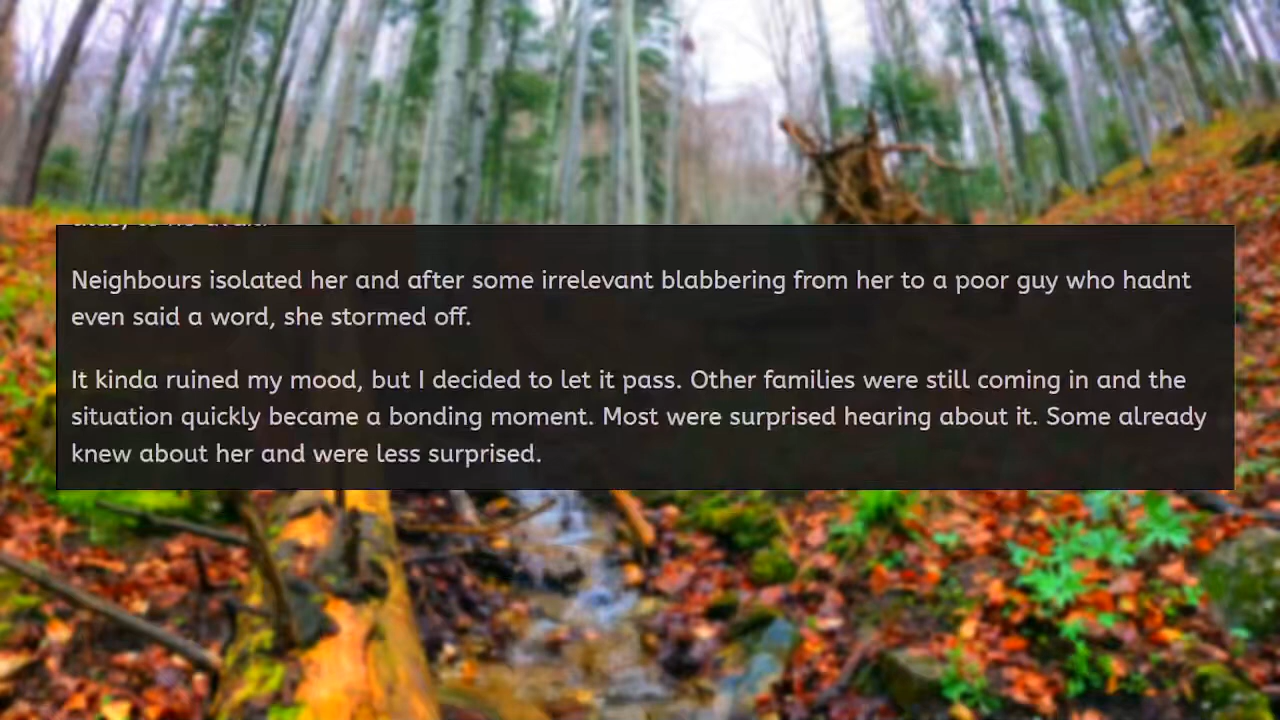 Neighbours isolated her and after some irrelevant blabbering from her to a poor guy who hadnt
even said a word, she stormed off.
It kinda ruined my mood, but I decided to let it pass. Other families were still coming in and the
situation quickly became a bonding moment. Most were surprised hearing about it. Some already
knew about her and were less surprised.